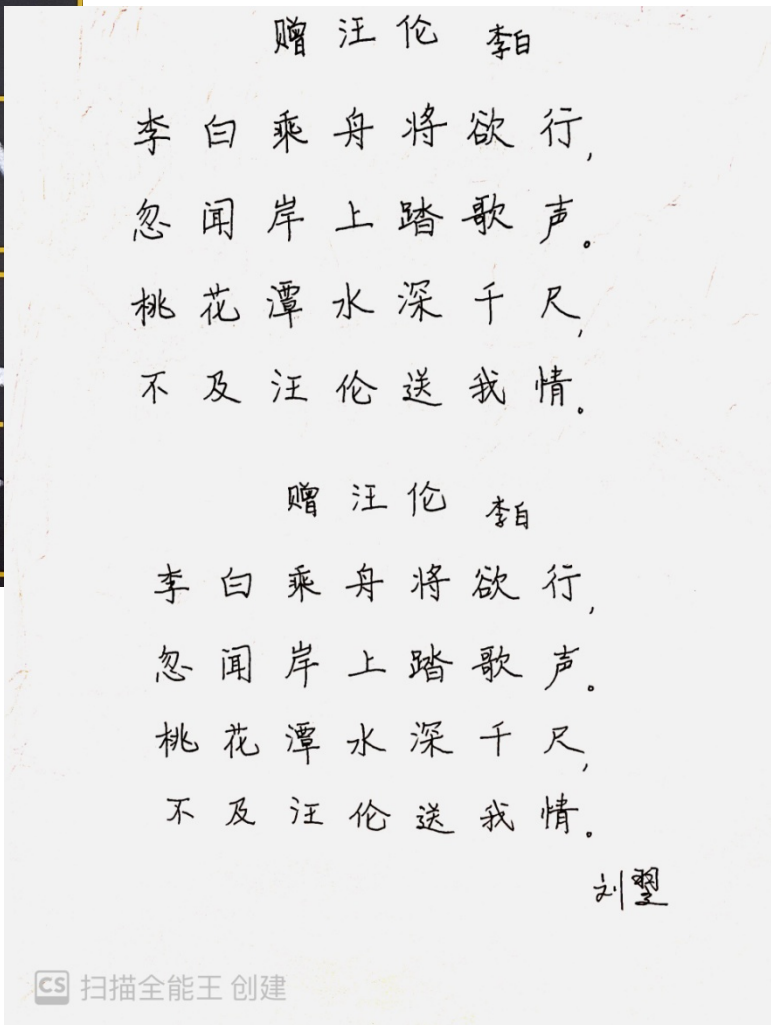 赠汪伦 李白
李白乘舟将欲行,
忽闻岸上踏歌声。
桃花潭水深千尺,
不及汪伦送我情。
赠汪伦 李白
李白乘舟将欲行,
忽闻岸上踏歌声。
桃花潭水深千尺,
不及汪伦送我情。
刘翌
CS 扫描全能王 创建